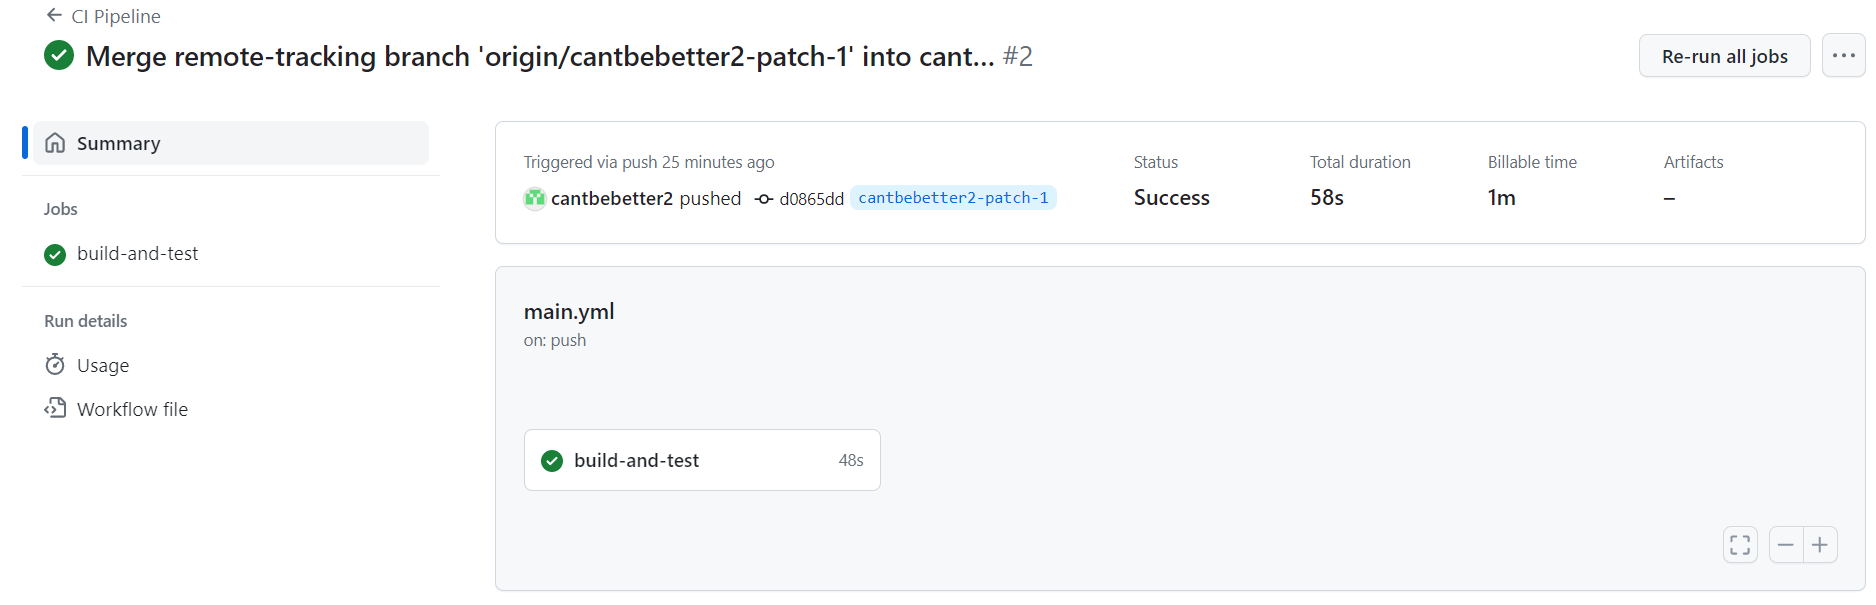 CI Pipeline
Merge remote-tracking branch 'origin/cantbebetter2-patch-1' into cant... #2
Re-run all jobs
Summary
Jobs
build-and-test
Run details
Usage
Workflow file
Triggered via push 25 minutes ago
cantbebetter2 pushed d0865dd cantbebetter2-patch-1
Status
Success
Total duration
58s
Billable time
1m
Artifacts
–
main.yml
on: push
build-and-test 48s